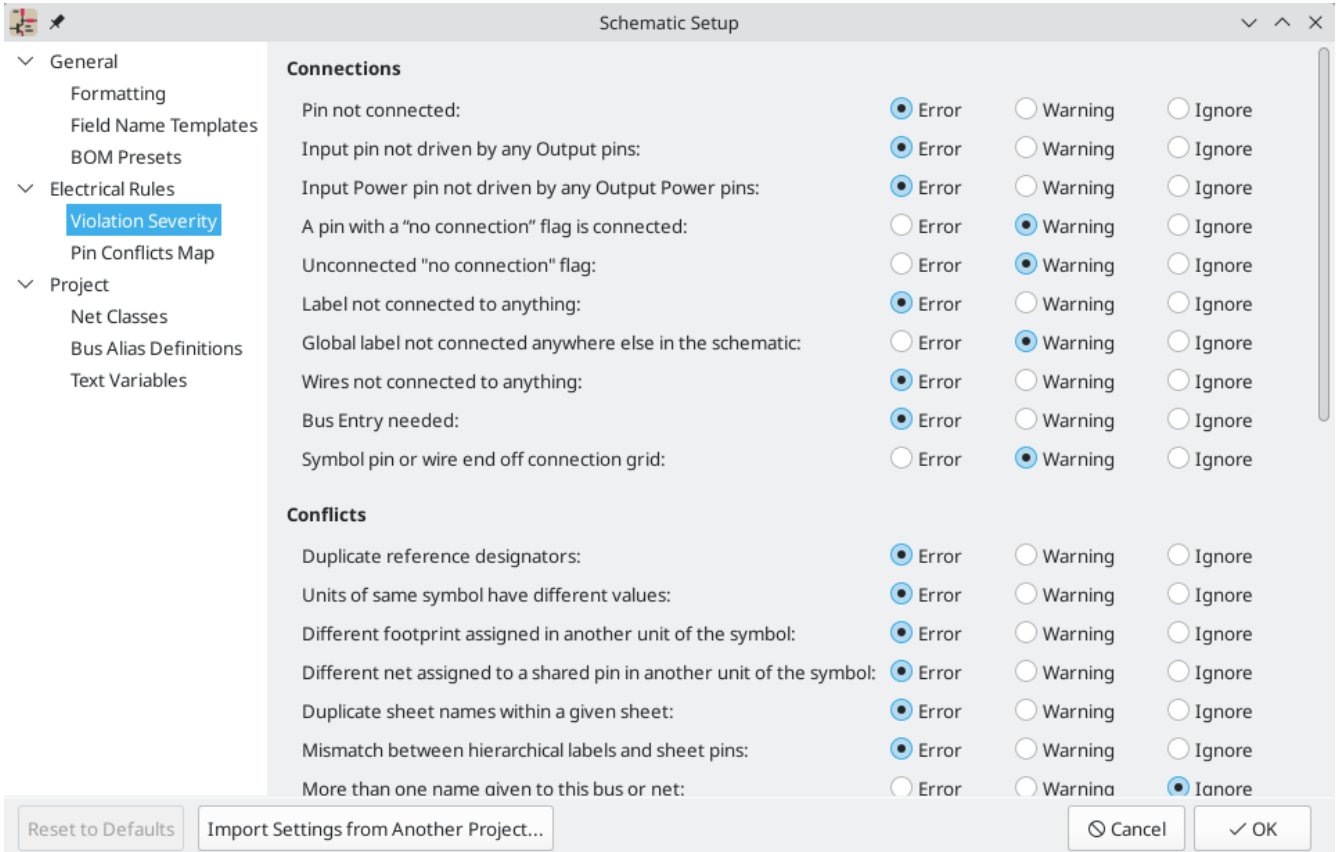 Schematic Setup
General
Formatting
Field Name Templates
BOM Presets
Electrical Rules
Violation Severity
Pin Conflicts Map
Project
Net Classes
Bus Alias Definitions
Text Variables
Connections
Pin not connected: Error Warning Ignore
Input pin not driven by any Output pins: Error Warning Ignore
Input Power pin not driven by any Output Power pins: Error Warning Ignore
A pin with a “no connection” flag is connected: Error Warning Ignore
Unconnected "no connection" flag: Error Warning Ignore
Label not connected to anything: Error Warning Ignore
Global label not connected anywhere else in the schematic: Error Warning Ignore
Wires not connected to anything: Error Warning Ignore
Bus Entry needed: Error Warning Ignore
Symbol pin or wire end off connection grid: Error Warning Ignore
Conflicts
Duplicate reference designators: Error Warning Ignore
Units of same symbol have different values: Error Warning Ignore
Different footprint assigned in another unit of the symbol: Error Warning Ignore
Different net assigned to a shared pin in another unit of the symbol: Error Warning Ignore
Duplicate sheet names within a given sheet: Error Warning Ignore
Mismatch between hierarchical labels and sheet pins: Error Warning Ignore
More than one name given to this bus or net: Error Warning Ignore
Reset to Defaults Import Settings from Another Project... Cancel OK